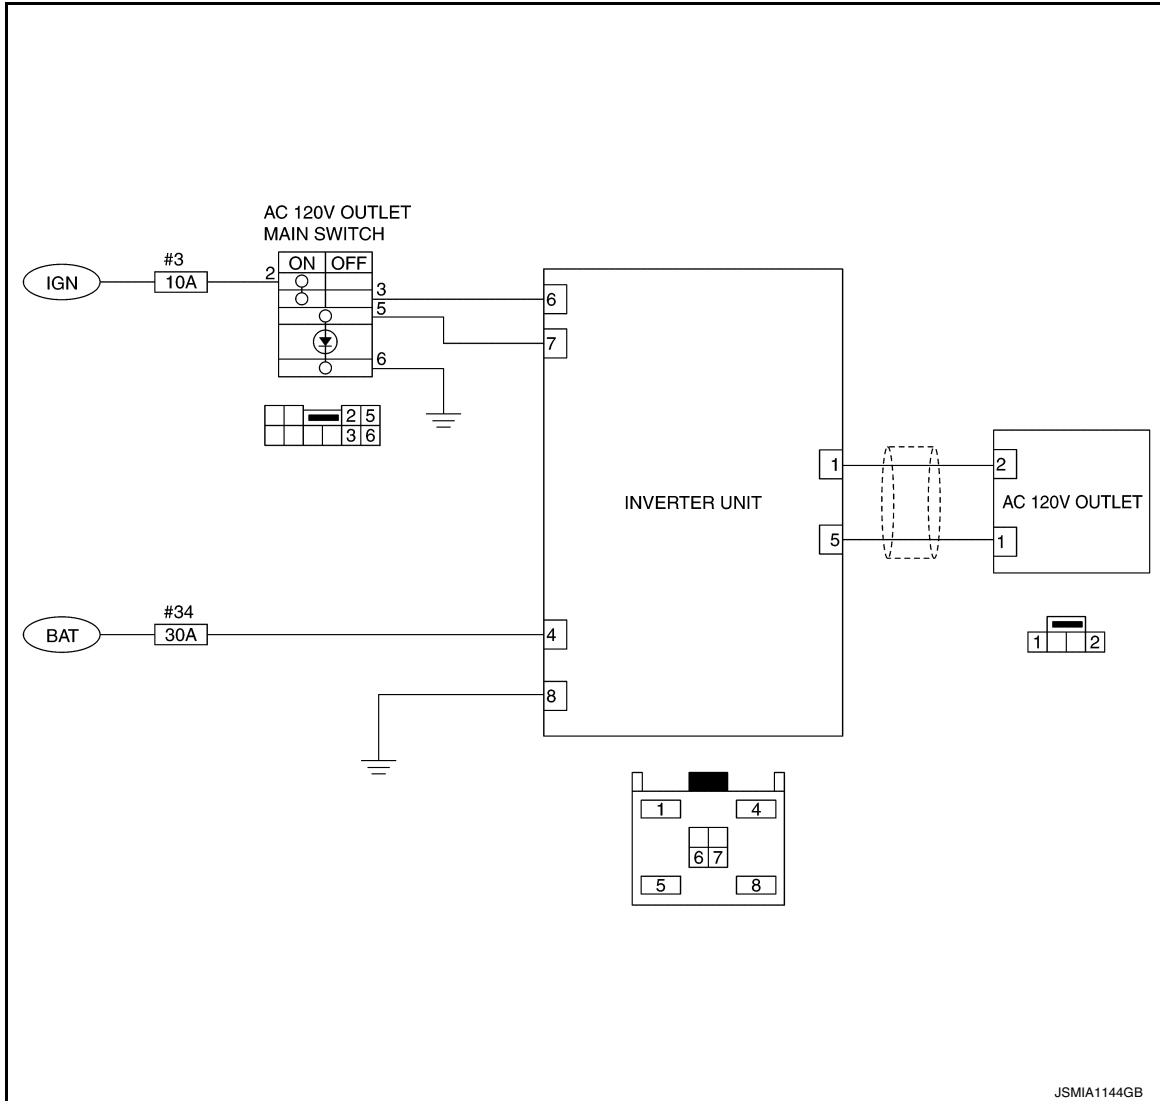 AC 120V OUTLET
MAIN SWITCH
ON OFF
#3
IGN
10A
2
3
5
6
2 5
3 6
6
7
INVERTER UNIT
1
5
2
AC 120V OUTLET
1
#34
BAT
30A
4
8
1 2
1 4
6 7
5 8
JSMIA1144GB